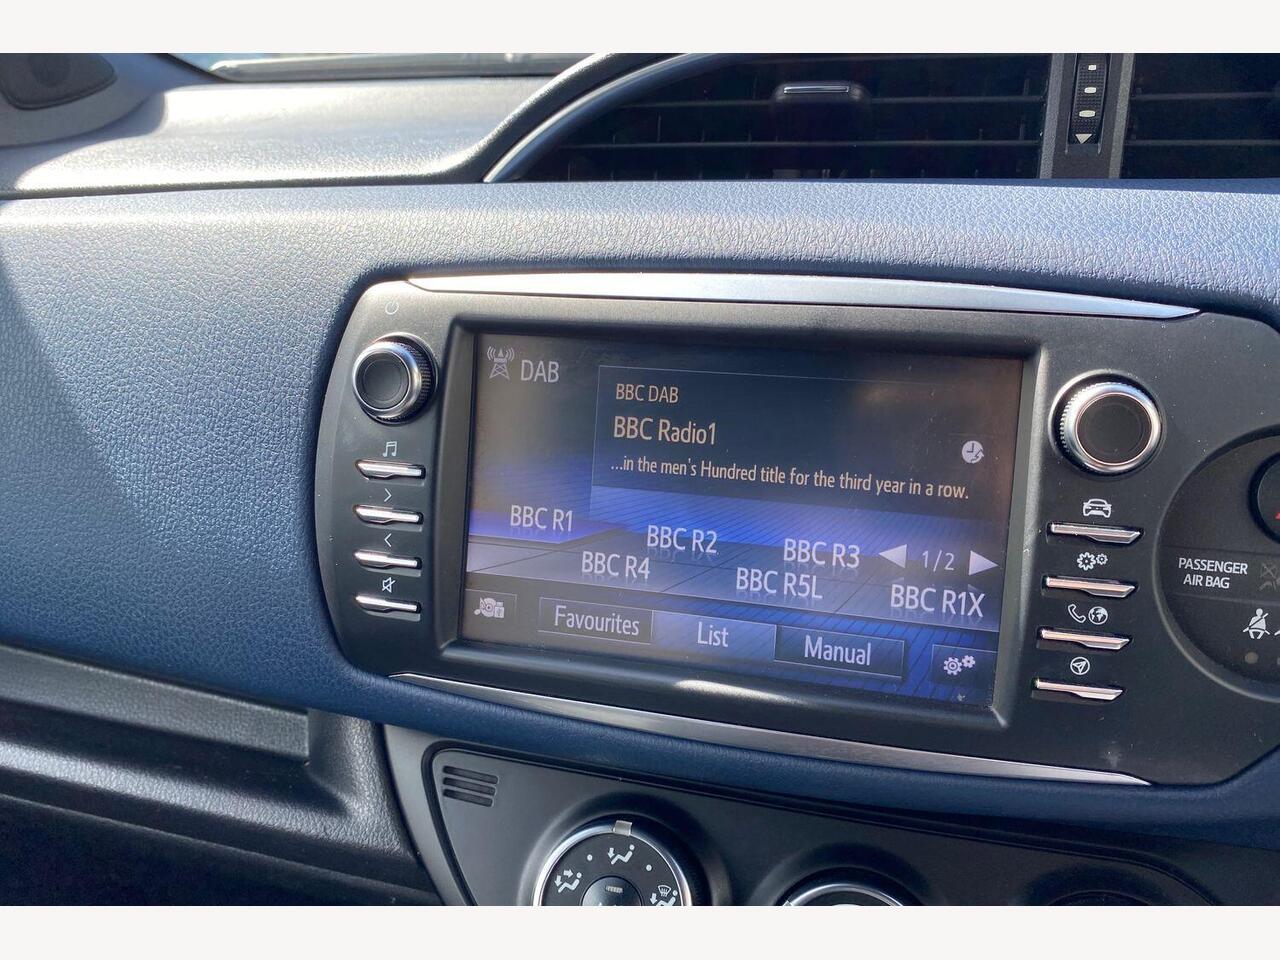 DAB
BBC DAB
BBC Radio1
...in the men's Hundred title for the third year in a row.
BBC R1
BBC R2
BBC R3
1/2
BBC R4
BBC R5L
BBC R1X
Favourites
List
Manual
PASSENGER
AIR BAG